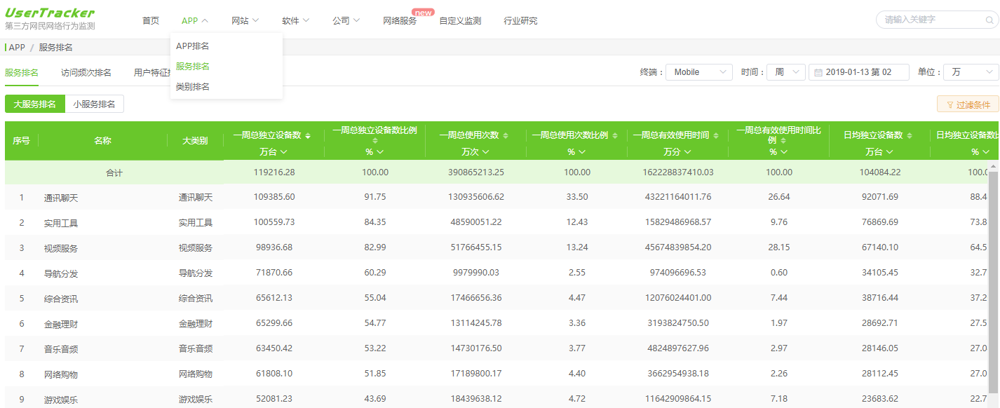 UserTracker
第三方网民网络行为监测
首页 APP 网站 软件 公司 网络服务 new 自定义监测 行业研究
请输入关键字
APP / 服务排名
APP排名
服务排名
类别排名
服务排名 访问频次排名 用户特征
终端： Mobile 时间： 周 2019-01-13 第 02 单位： 万
大服务排名 小服务排名 过滤条件
序号 名称 大类别 一周总独立设备数 万台 一周总独立设备数比例 % 一周总使用次数 万次 一周总使用次数比例 % 一周总有效使用时间 万分 一周总有效使用时间比例 % 日均独立设备数 万台 日均独立设备数 %
合计 119216.28 100.00 390865213.25 100.00 162228837410.03 100.00 104084.22 100.0
1 通讯聊天 通讯聊天 109385.60 91.75 130935606.62 33.50 43221164011.76 26.64 92071.69 88.4
2 实用工具 实用工具 100559.73 84.35 48590051.22 12.43 15829486968.57 9.76 76869.69 73.8
3 视频服务 视频服务 98936.68 82.99 51766455.15 13.24 45674839854.20 28.15 67140.10 64.5
4 导航分发 导航分发 71870.66 60.29 9979990.03 2.55 974096696.53 0.60 34105.45 32.7
5 综合资讯 综合资讯 65612.13 55.04 17466656.36 4.47 12076024401.00 7.44 38716.44 37.2
6 金融理财 金融理财 65299.66 54.77 13114245.78 3.36 3193824750.50 1.97 28692.71 27.5
7 音乐音频 音乐音频 63450.42 53.22 14730176.50 3.77 4824897627.96 2.97 28146.05 27.0
8 网络购物 网络购物 61808.10 51.85 17189800.17 4.40 3662954938.18 2.26 28112.45 27.0
9 游戏娱乐 游戏娱乐 52081.23 43.69 18439638.12 4.72 11642909864.15 7.18 23683.62 22.7